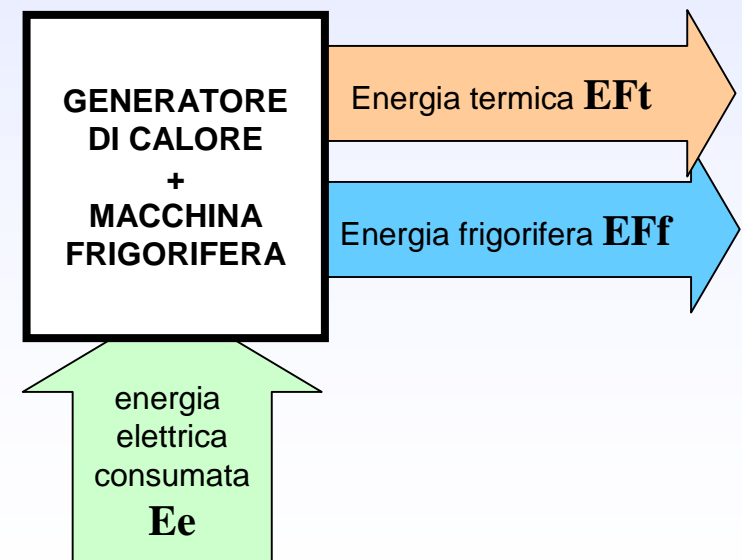 GENERATORE
DI CALORE
+
MACCHINA
FRIGORIFERA
Energia termica EFt
Energia frigorifera EFf
energia
elettrica
consumata
Ee